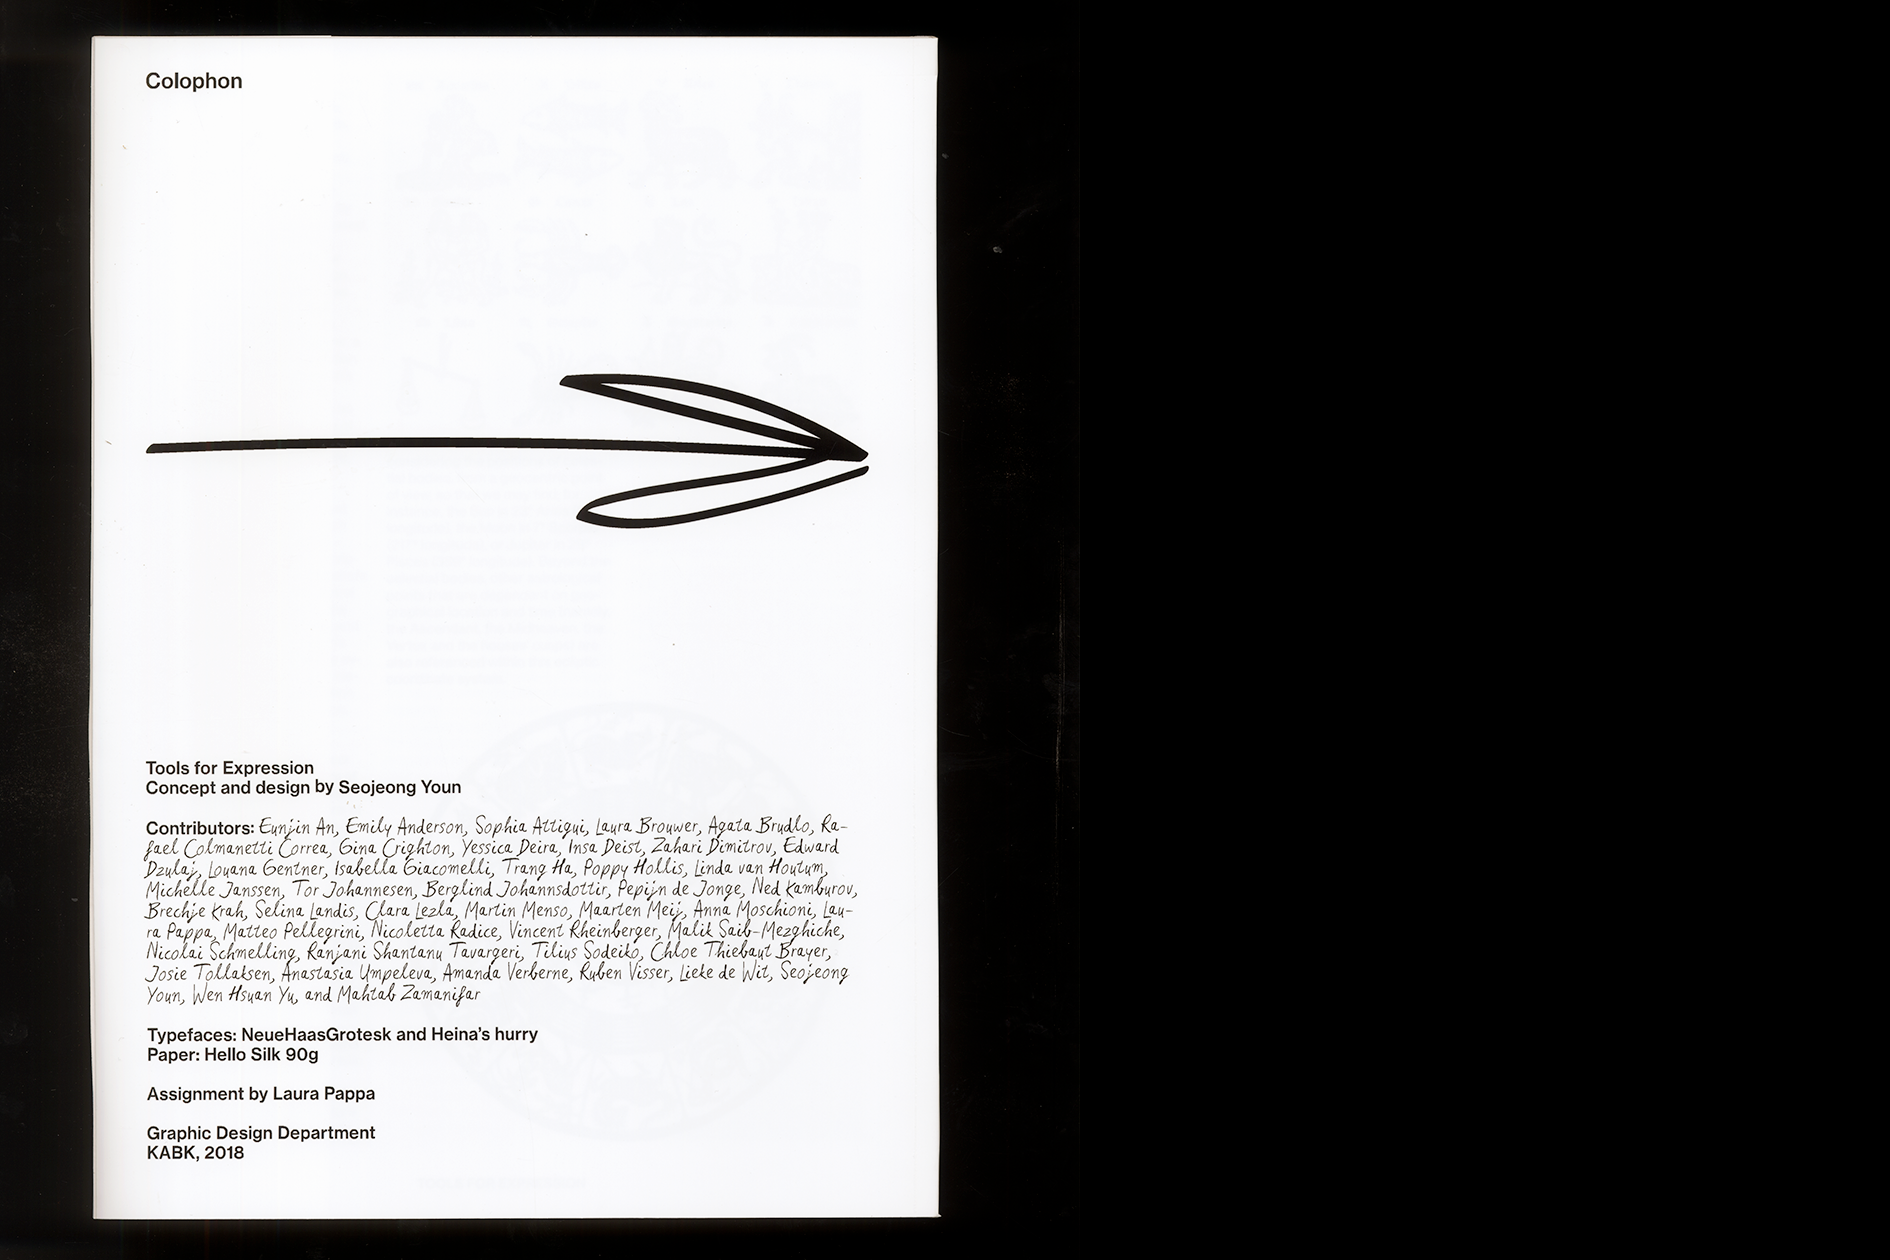 Colophon
Tools for Expression
Concept and design by Seojeong Youn
Contributors: Eunjin An, Emily Anderson, Sophia Attigui, Laura Brouwer, Agata Brudlo, Ra-
fael Colmanetti Correa, Gina Crighton, Yessica Deira, Insa Deist, Zahari Dimitrov, Edward
Dzulaj, Louana Gentner, Isabella Giacomelli, Trang Ha, Poppy Hollis, Linda van Houtum,
Michelle Janssen, Tor Johannesen, Berglind Johannsdottir, Pepijn de Jonge, Ned Kamburov,
Brechje Krah, Selina Landis, Clara Lezla, Martin Menso, Maarten Meij, Anna Moschioni, Lau-
ra Pappa, Matteo Pellegrini, Nicoletta Radice, Vincent Rheinberger, Malik Saib-Mezghiche,
Nicolai Schmelling, Ranjani Shantanu Tavargeri, Tilius Sodeiko, Chloe Thiebaut Brayer,
Josie Tollaksen, Anastasia Umpeleva, Amanda Verberne, Ruben Visser, Lieke de Wit, Seojeong
Youn, Wen Hsuan Yu, and Mahtab Zamanifar
Typefaces: NeueHaasGrotesk and Heina’s hurry
Paper: Hello Silk 90g
Assignment by Laura Pappa
Graphic Design Department
KABK, 2018